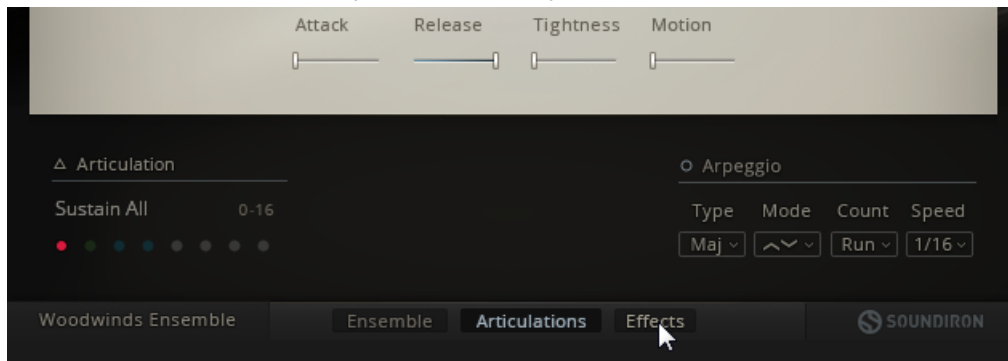 Attack Release Tightness Motion
Articulation
Sustain All 0-16
Arpeggio
Type Mode Count Speed
Maj Run 1/16
Woodwinds Ensemble Ensemble Articulations Effects SOUNDIRON